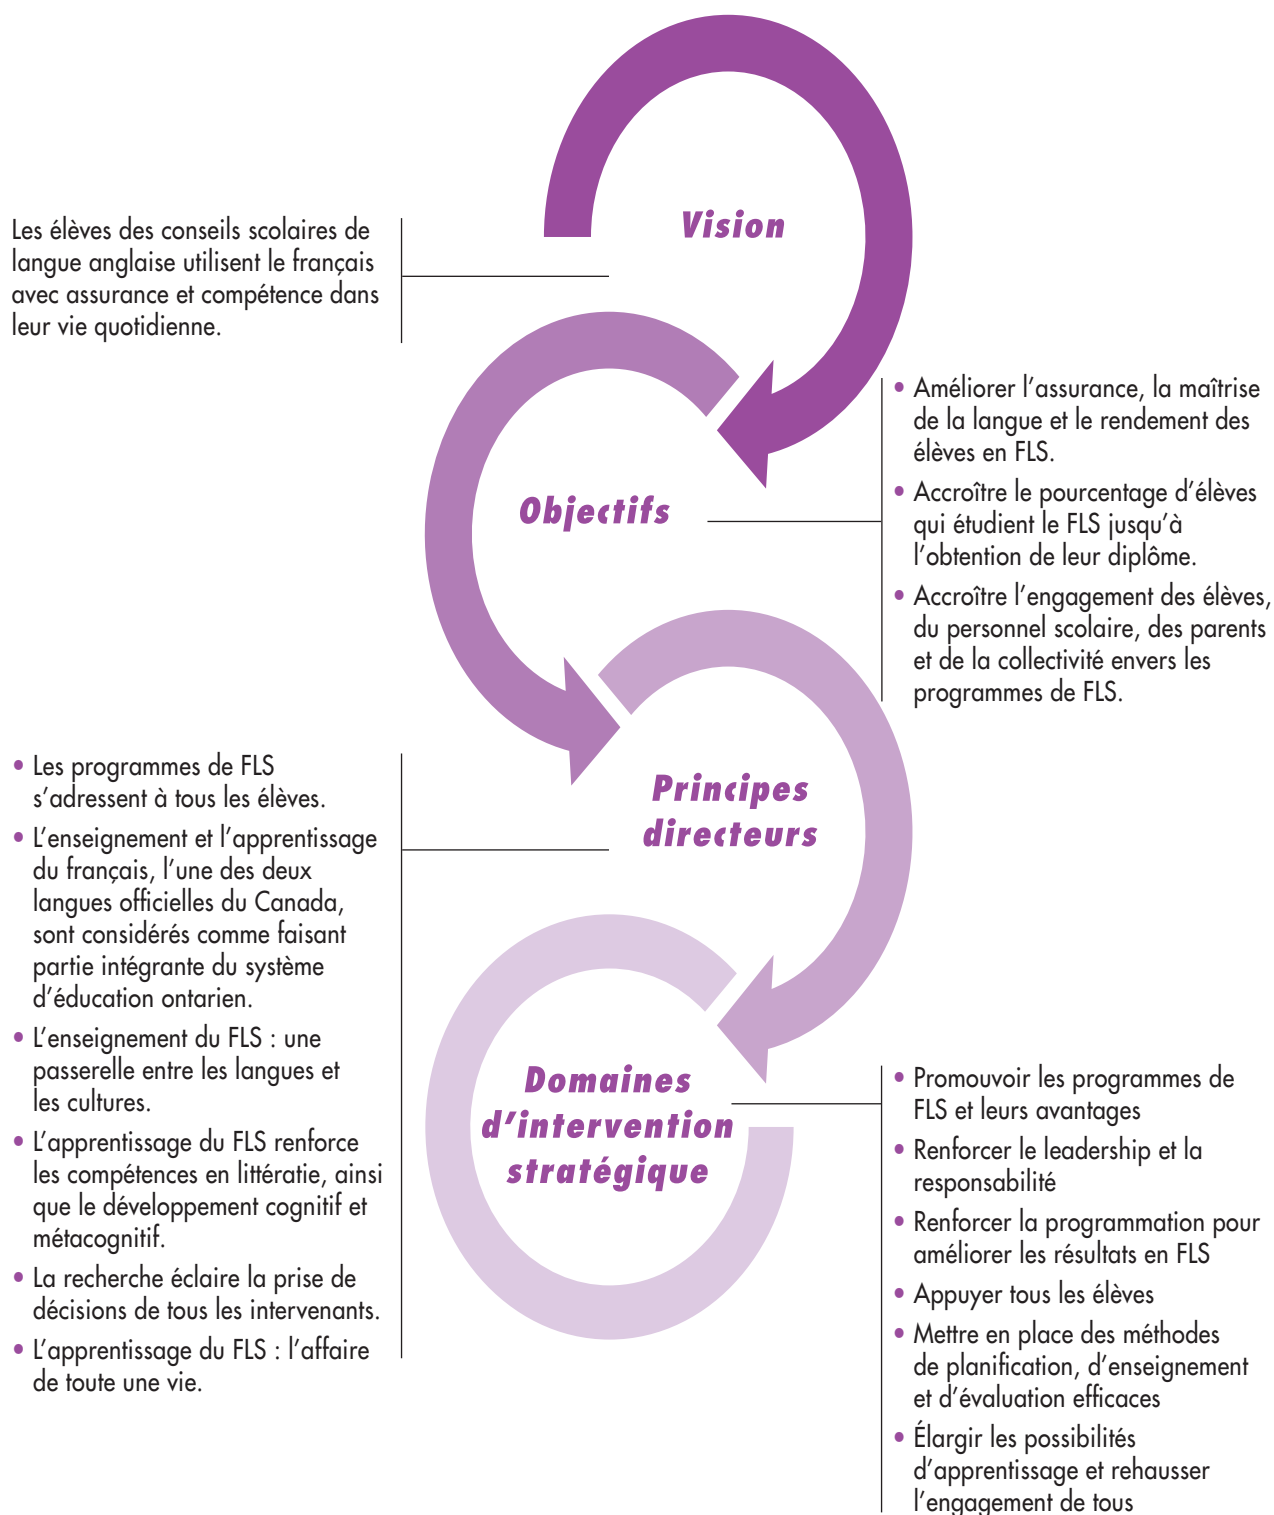 Vision
Les élèves des conseils scolaires de
langue anglaise utilisent le français
avec assurance et compétence dans
leur vie quotidienne.
Objectifs
• Améliorer l’assurance, la maîtrise
de la langue et le rendement des
élèves en FLS.
• Accroître le pourcentage d’élèves
qui étudient le FLS jusqu’à
l’obtention de leur diplôme.
• Accroître l’engagement des élèves,
du personnel scolaire, des parents
et de la collectivité envers les
programmes de FLS.
Principes
directeurs
• Les programmes de FLS
s’adressent à tous les élèves.
• L’enseignement et l’apprentissage
du français, l’une des deux
langues officielles du Canada,
sont considérés comme faisant
partie intégrante du système
d’éducation ontarien.
• L’enseignement du FLS : une
passerelle entre les langues et
les cultures.
• L’apprentissage du FLS renforce
les compétences en littératie, ainsi
que le développement cognitif et
métacognitif.
• La recherche éclaire la prise de
décisions de tous les intervenants.
• L’apprentissage du FLS : l’affaire
de toute une vie.
Domaines
d’intervention
stratégique
• Promouvoir les programmes de
FLS et leurs avantages
• Renforcer le leadership et la
responsabilité
• Renforcer la programmation pour
améliorer les résultats en FLS
• Appuyer tous les élèves
• Mettre en place des méthodes
de planification, d’enseignement
et d’évaluation efficaces
• Élargir les possibilités
d’apprentissage et rehausser
l’engagement de tous